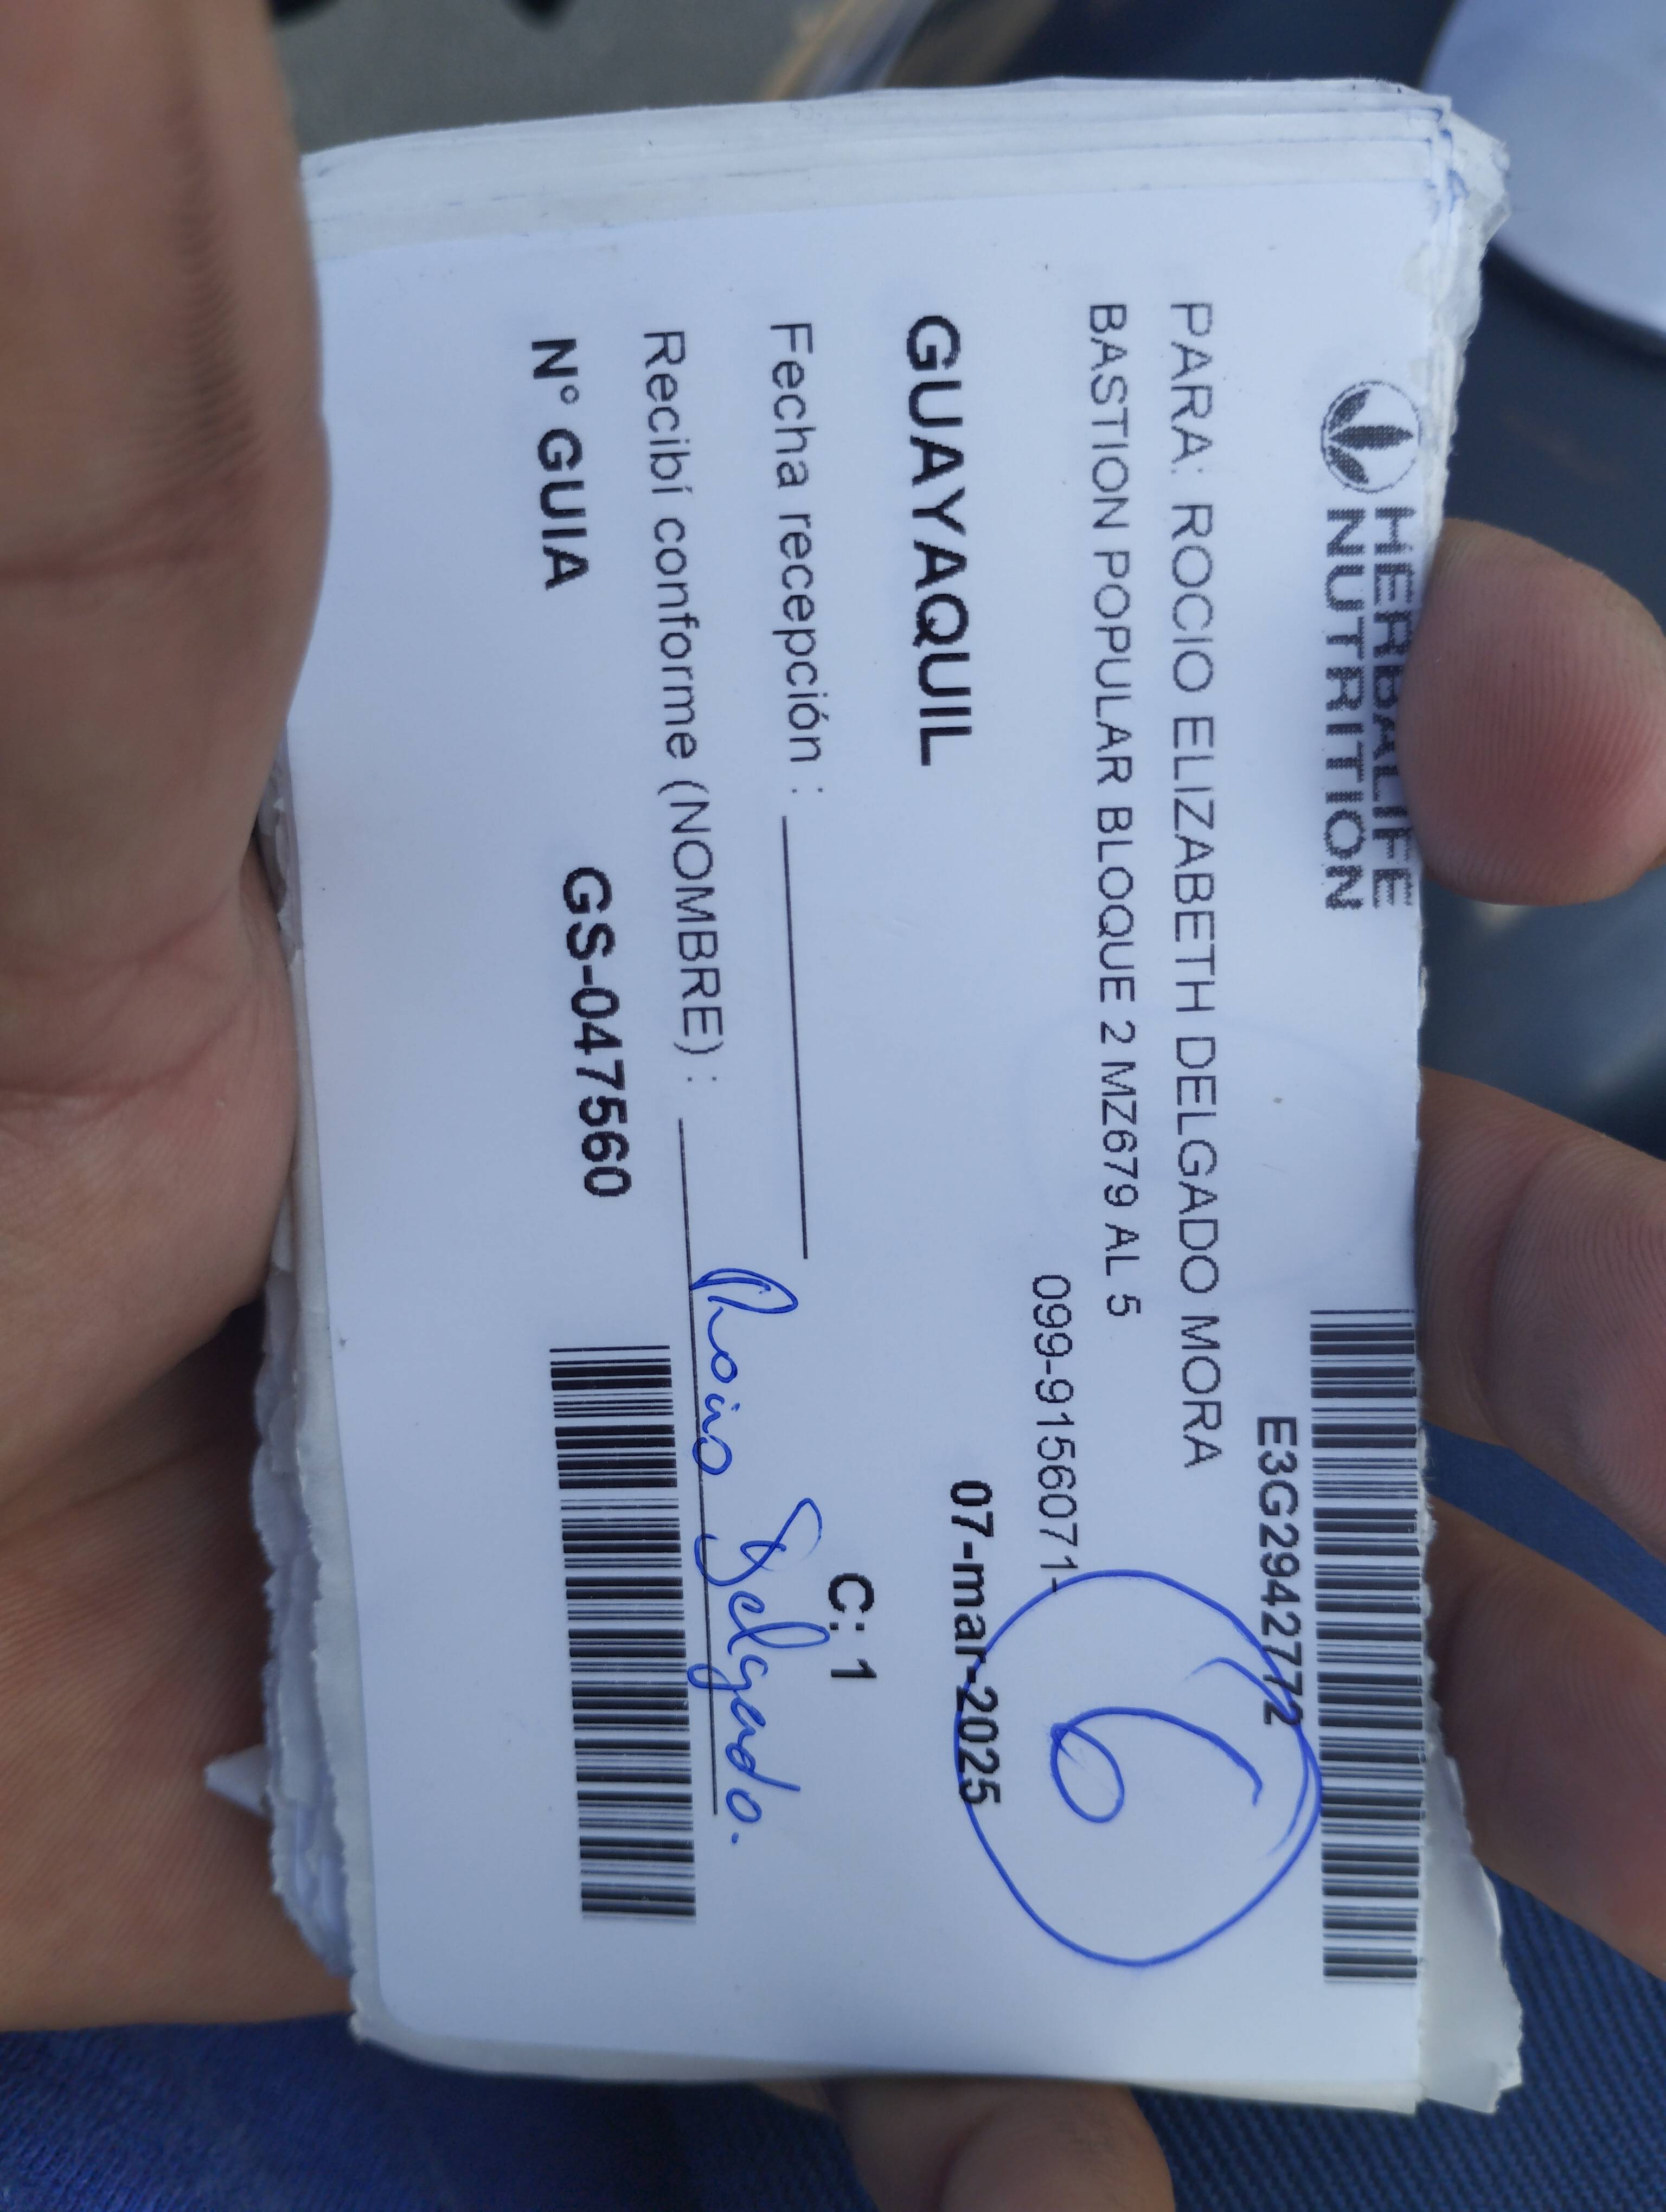 HERBALIFE
NUTRITION
E3G2942772
PARA: ROCIO ELIZABETH DELGADO MORA
BASTION POPULAR BLOQUE 2 MZ679 AL 5
099-9156071-
6
GUAYAQUIL
07-mar-2025
Fecha recepción :
C: 1
Recibí conforme (NOMBRE) : Rocio Delgado.
N° GUIA GS-047560